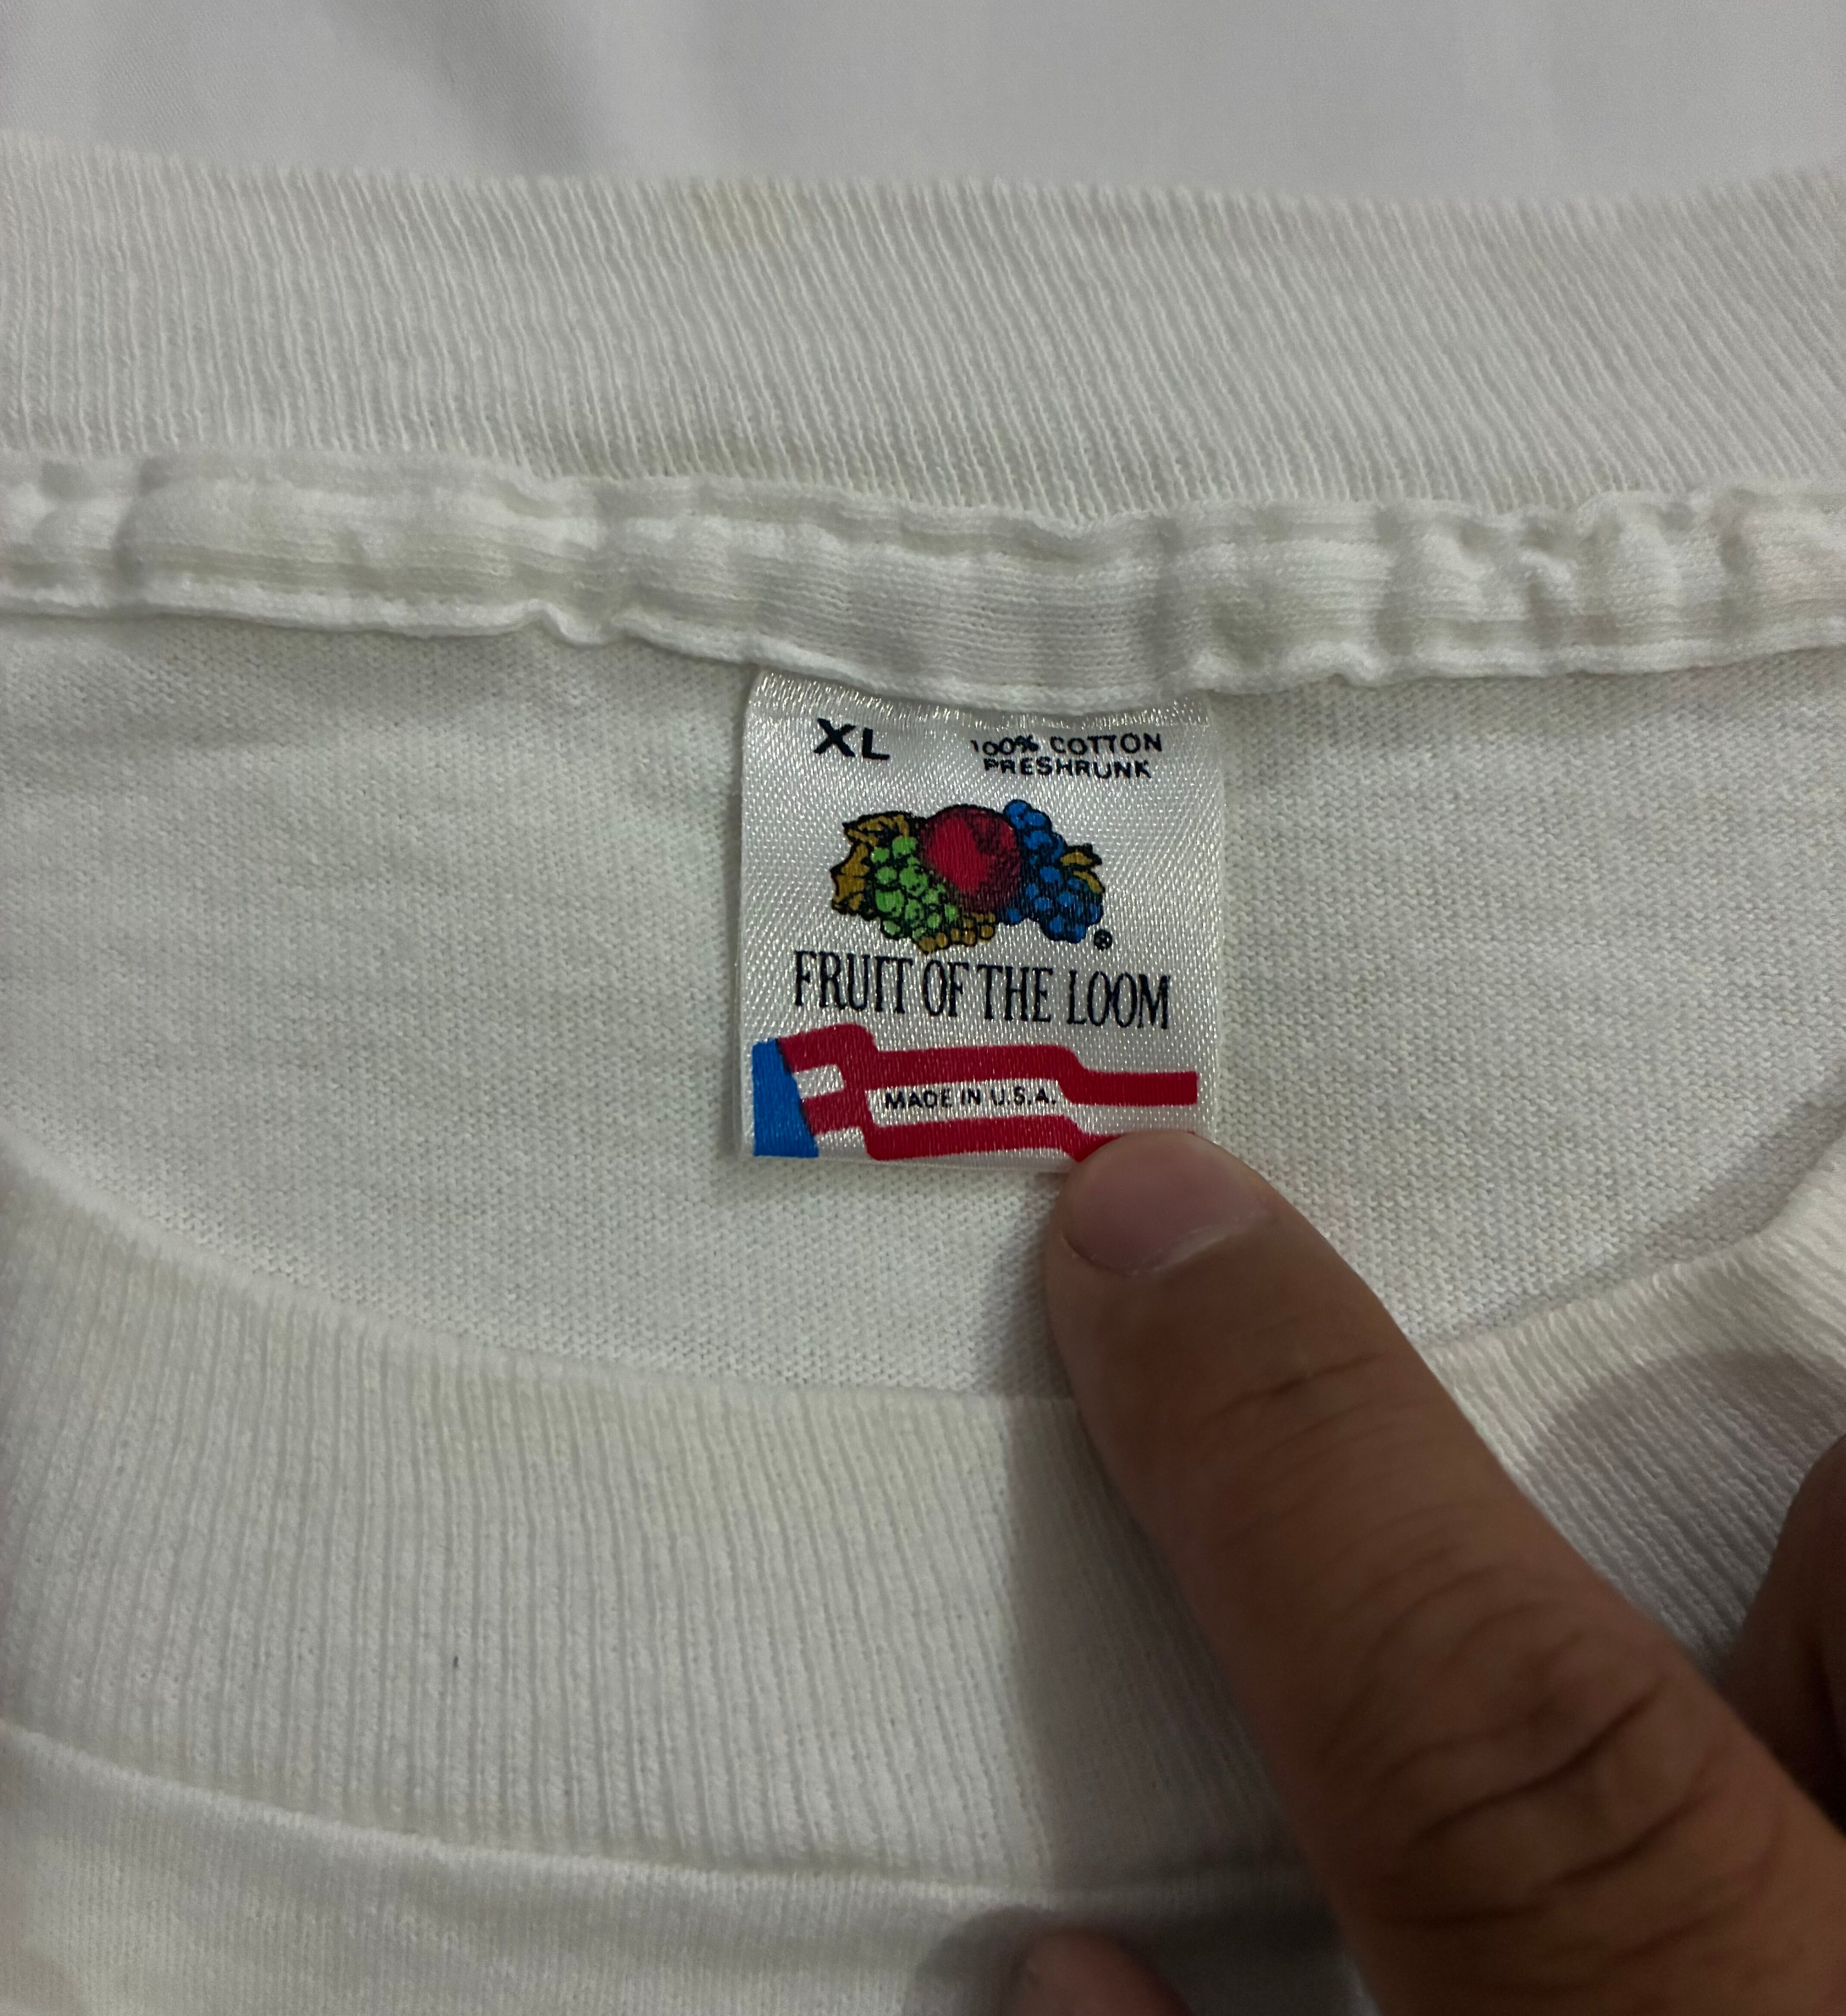 XL
100% COTTON
PRESHRUNK
®
FRUIT OF THE LOOM
MADE IN U.S.A.